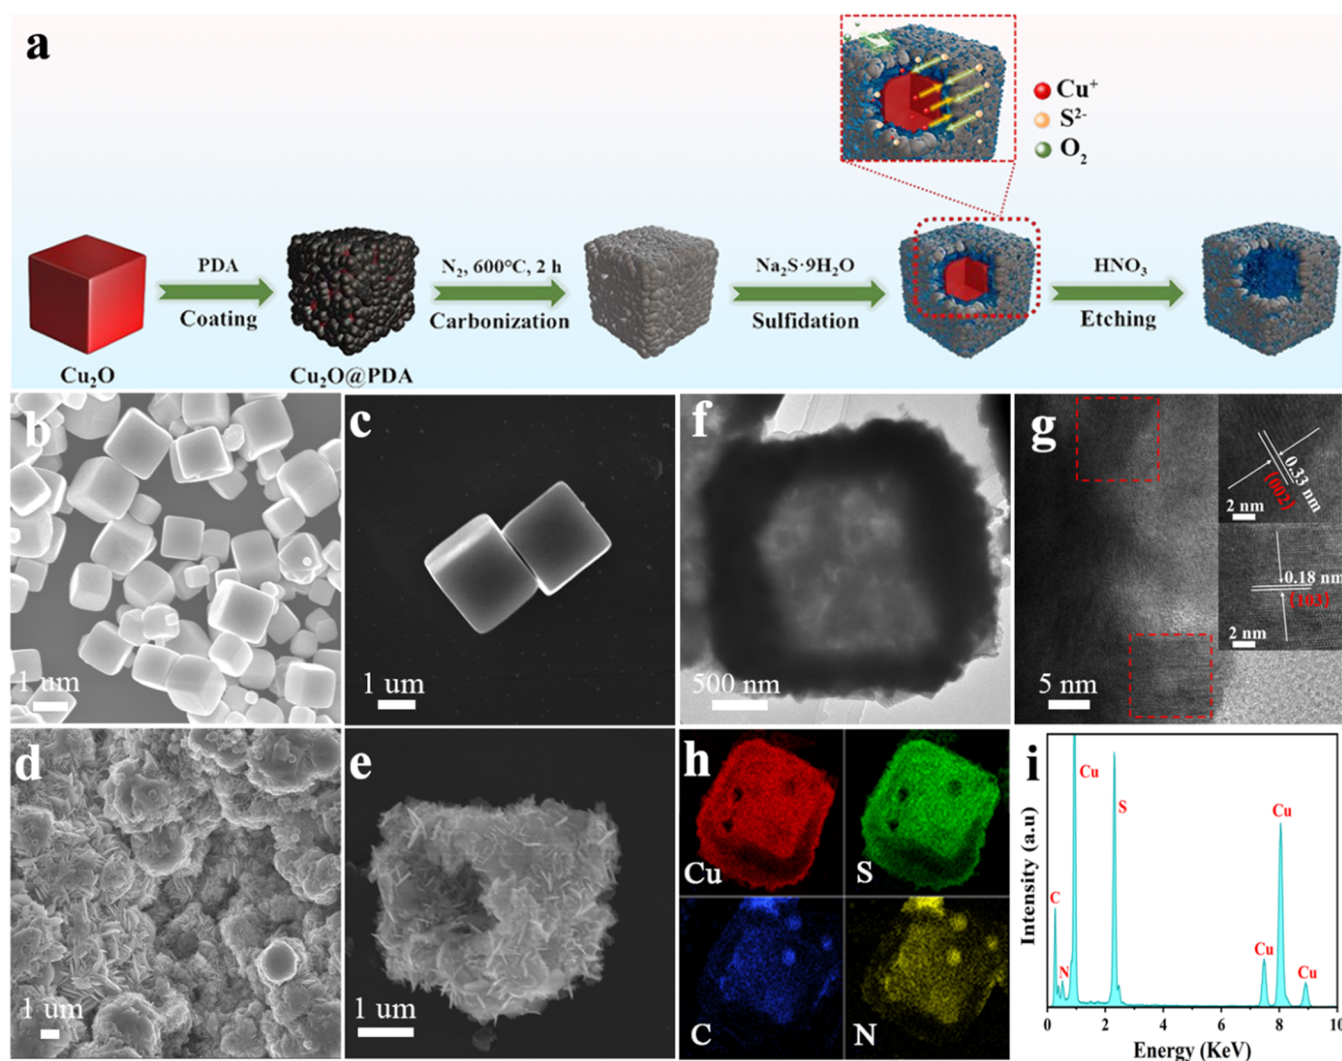 a
Cu⁺
S²⁻
O₂
PDA
Coating
N₂, 600℃, 2 h
Carbonization
Na₂S·9H₂O
Sulfidation
HNO₃
Etching
Cu₂O
Cu₂O@PDA
b
1 um
c
1 um
f
500 nm
g
5 nm
0.33 nm
{002}
2 nm
0.18 nm
{103}
2 nm
d
1 um
e
1 um
h
Cu
S
C
N
i
Intensity (a.u)
C
N
Cu
S
Cu
Cu
Cu
0 2 4 6 8 10
Energy (KeV)